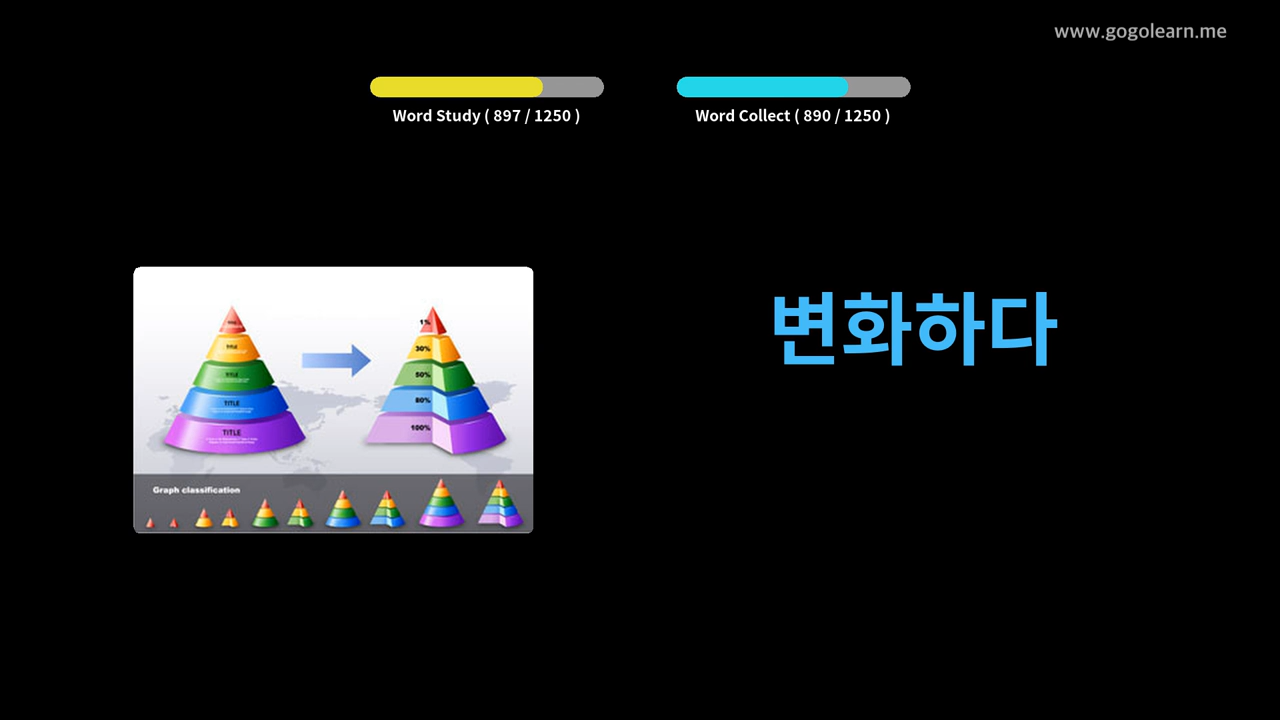 www.gogolearn.me
Word Study ( 897 / 1250 )
Word Collect ( 890 / 1250 )
변화하다
TITLE
TITLE
TITLE
TITLE
1%
30%
50%
80%
100%
Graph classification